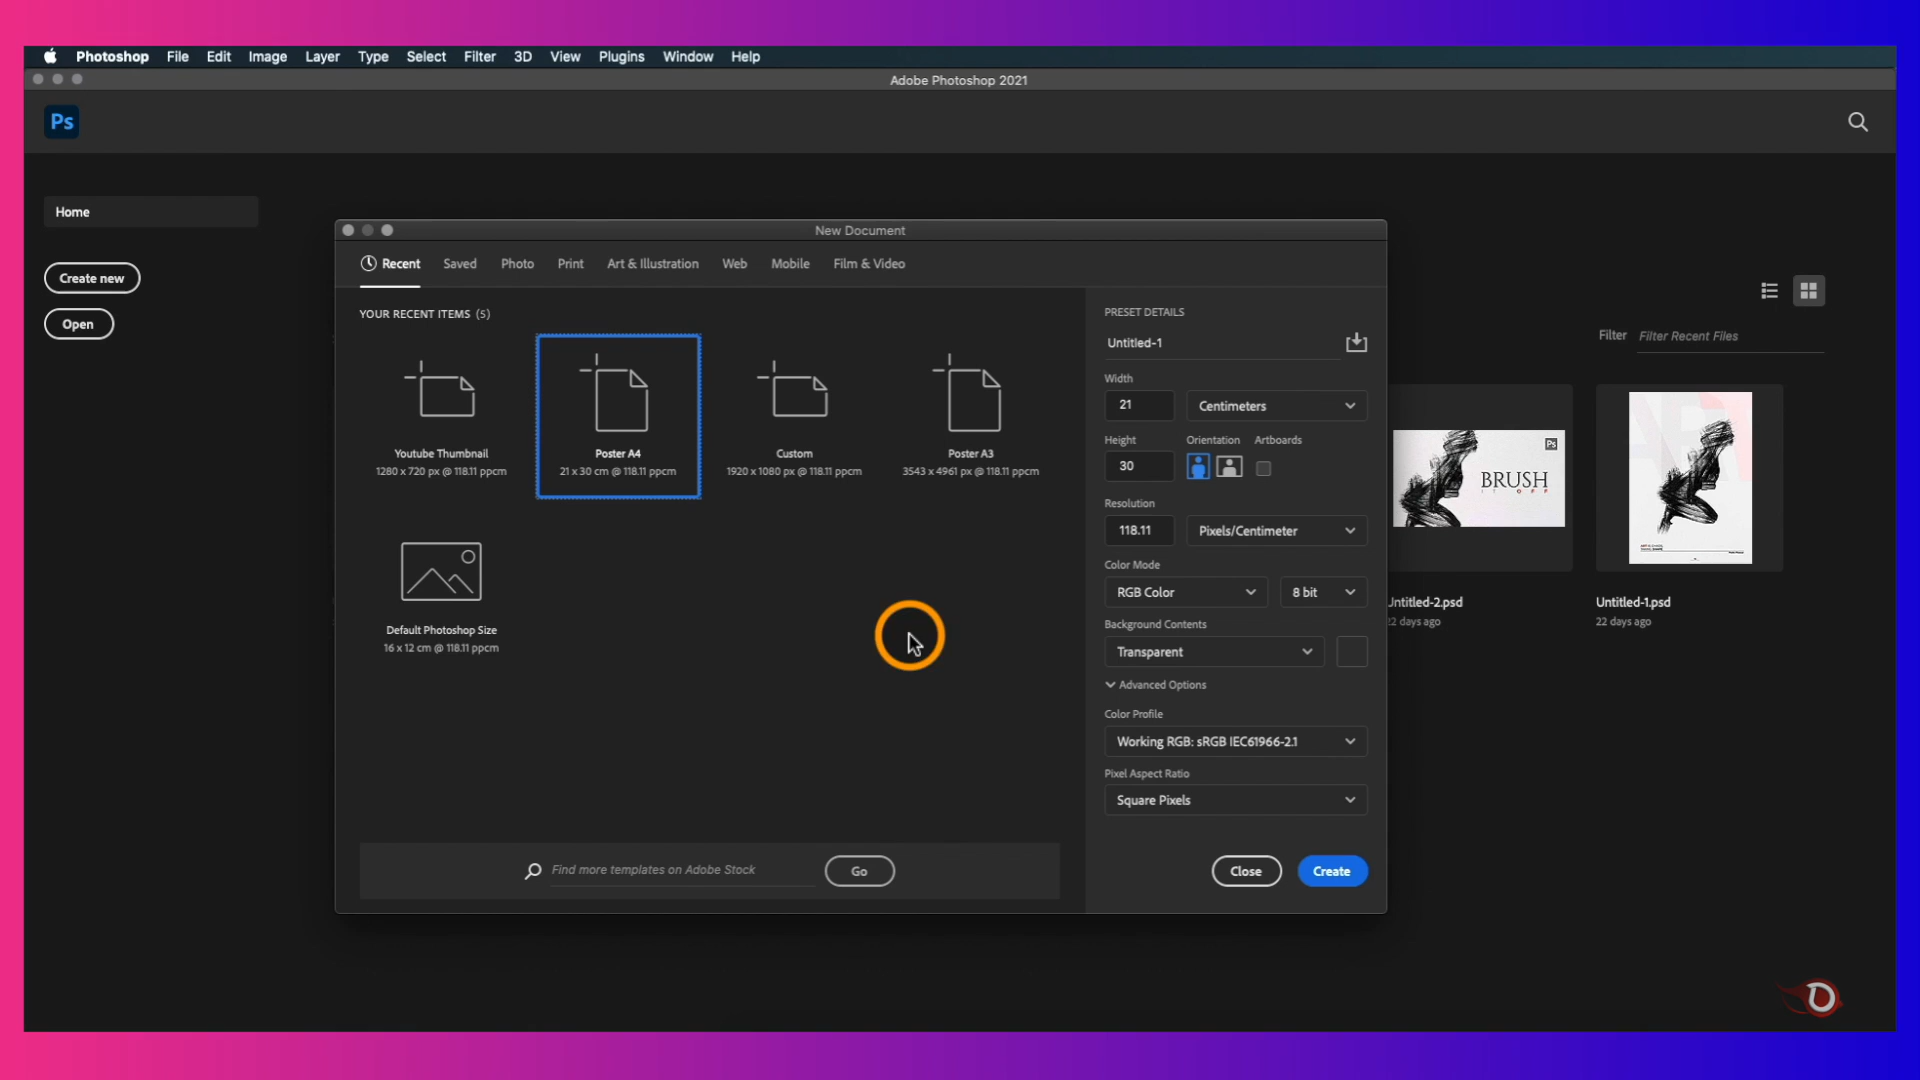 Photoshop File Edit Image Layer Type Select Filter 3D View Plugins Window Help
Adobe Photoshop 2021
Ps
Home
Create new
Open
New Document
Recent Saved Photo Print Art & Illustration Web Mobile Film & Video
YOUR RECENT ITEMS (5)
Youtube Thumbnail
1280 x 720 px @ 118.11 ppcm
Poster A4
21 x 30 cm @ 118.11 ppcm
Custom
1920 x 1080 px @ 118.11 ppcm
Poster A3
3543 x 4961 px @ 118.11 ppcm
Default Photoshop Size
16 x 12 cm @ 118.11 ppcm
Find more templates on Adobe Stock
Go
PRESET DETAILS
Untitled-1
Width
21 Centimeters
Height Orientation Artboards
30
Resolution
118.11 Pixels/Centimeter
Color Mode
RGB Color 8 bit
Background Contents
Transparent
Advanced Options
Color Profile
Working RGB: sRGB IEC61966-2.1
Pixel Aspect Ratio
Square Pixels
Close Create
Filter Filter Recent Files
Ps
BRUSH
IT OFF
Untitled-2.psd
22 days ago
Untitled-1.psd
22 days ago
D